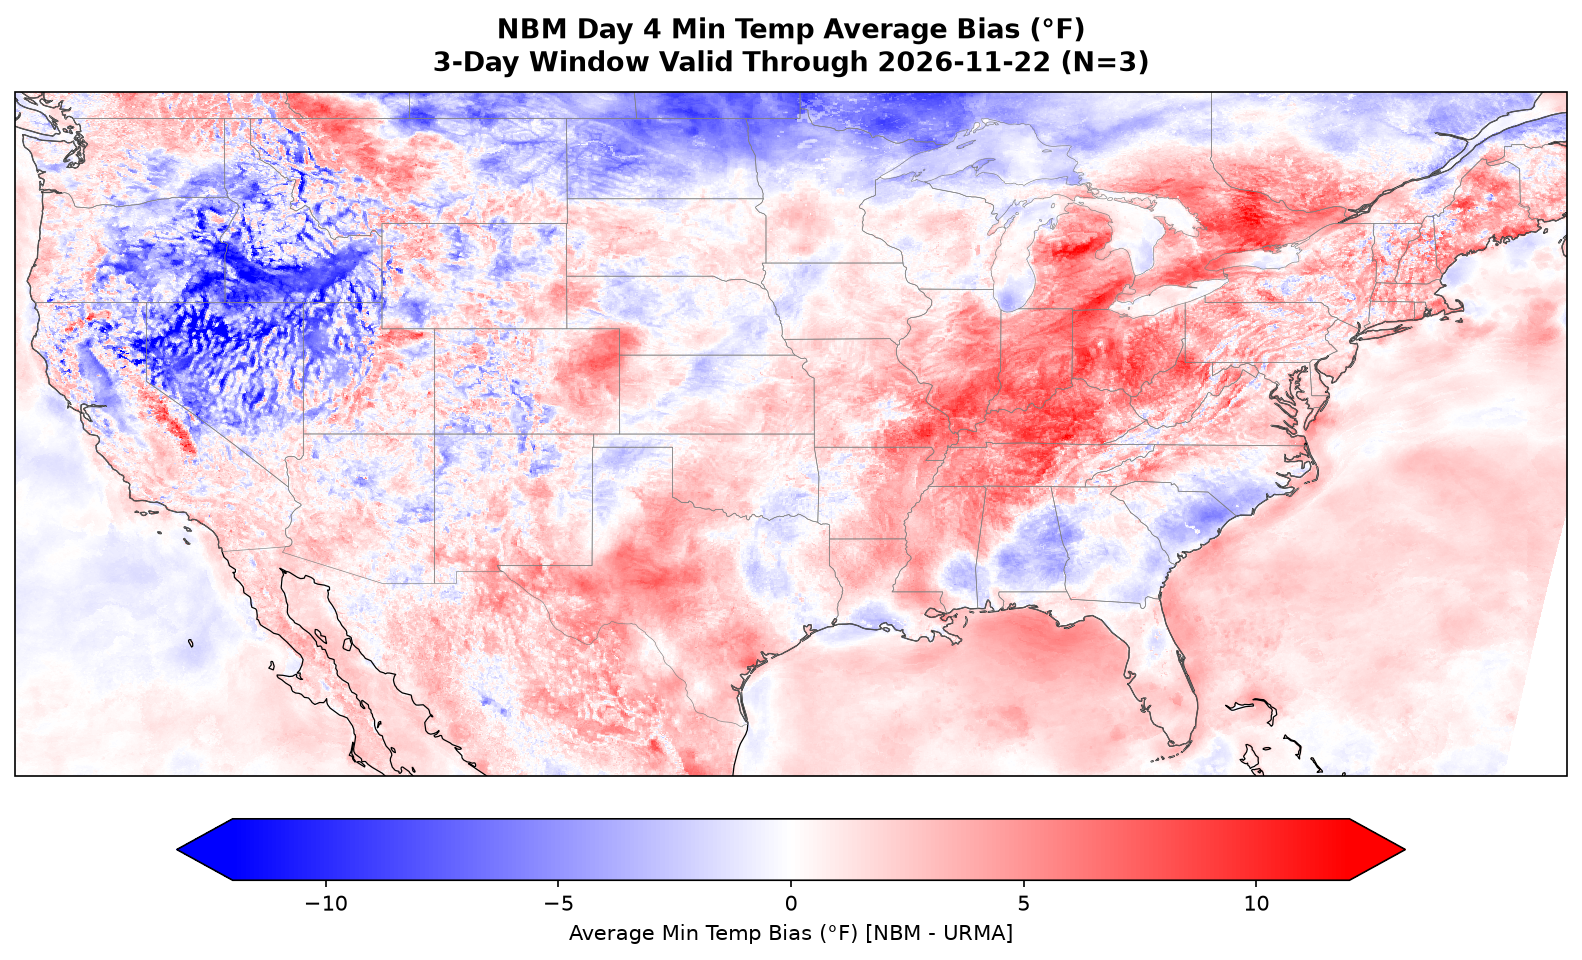 NBM Day 4 Min Temp Average Bias (°F)
3-Day Window Valid Through 2026-11-22 (N=3)
−10 −5 0 5 10
Average Min Temp Bias (°F) [NBM - URMA]